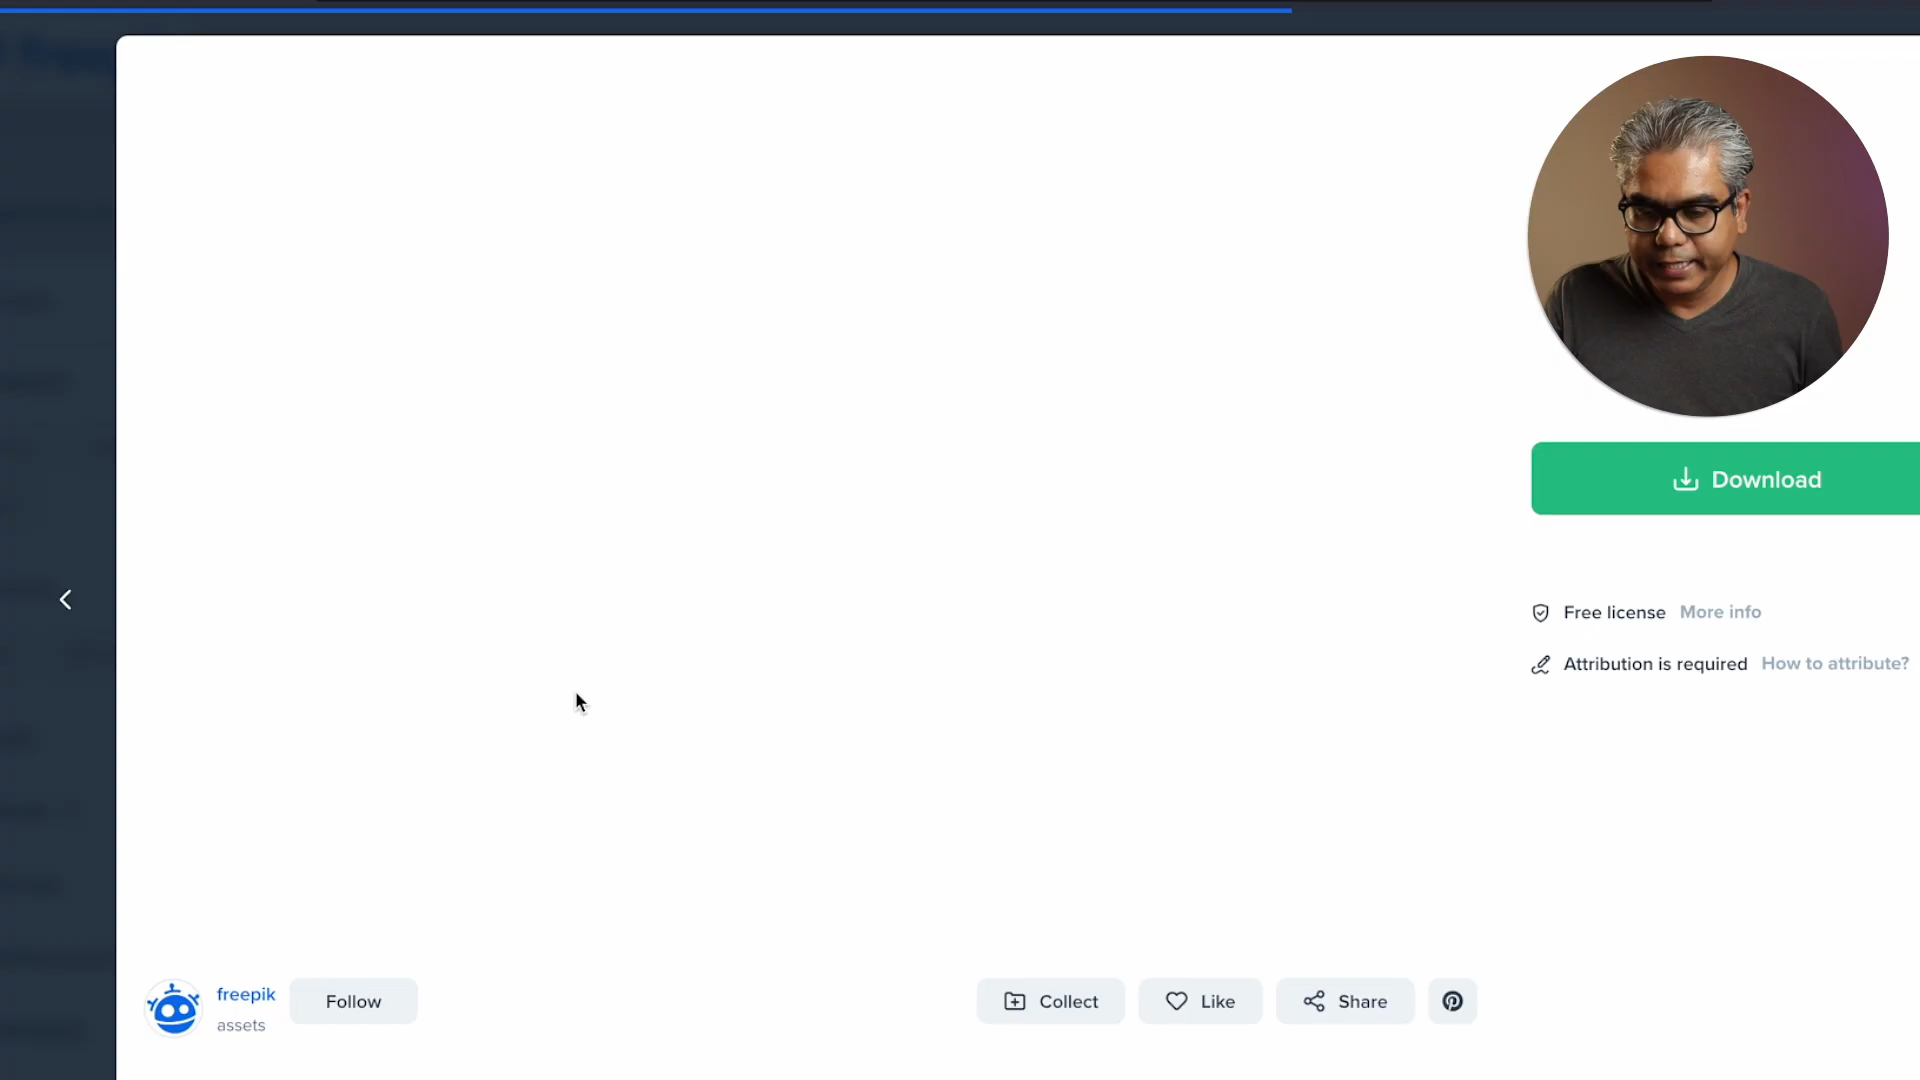 Download
Free license More info
Attribution is required How to attribute?
freepik
assets
Follow
Collect
Like
Share